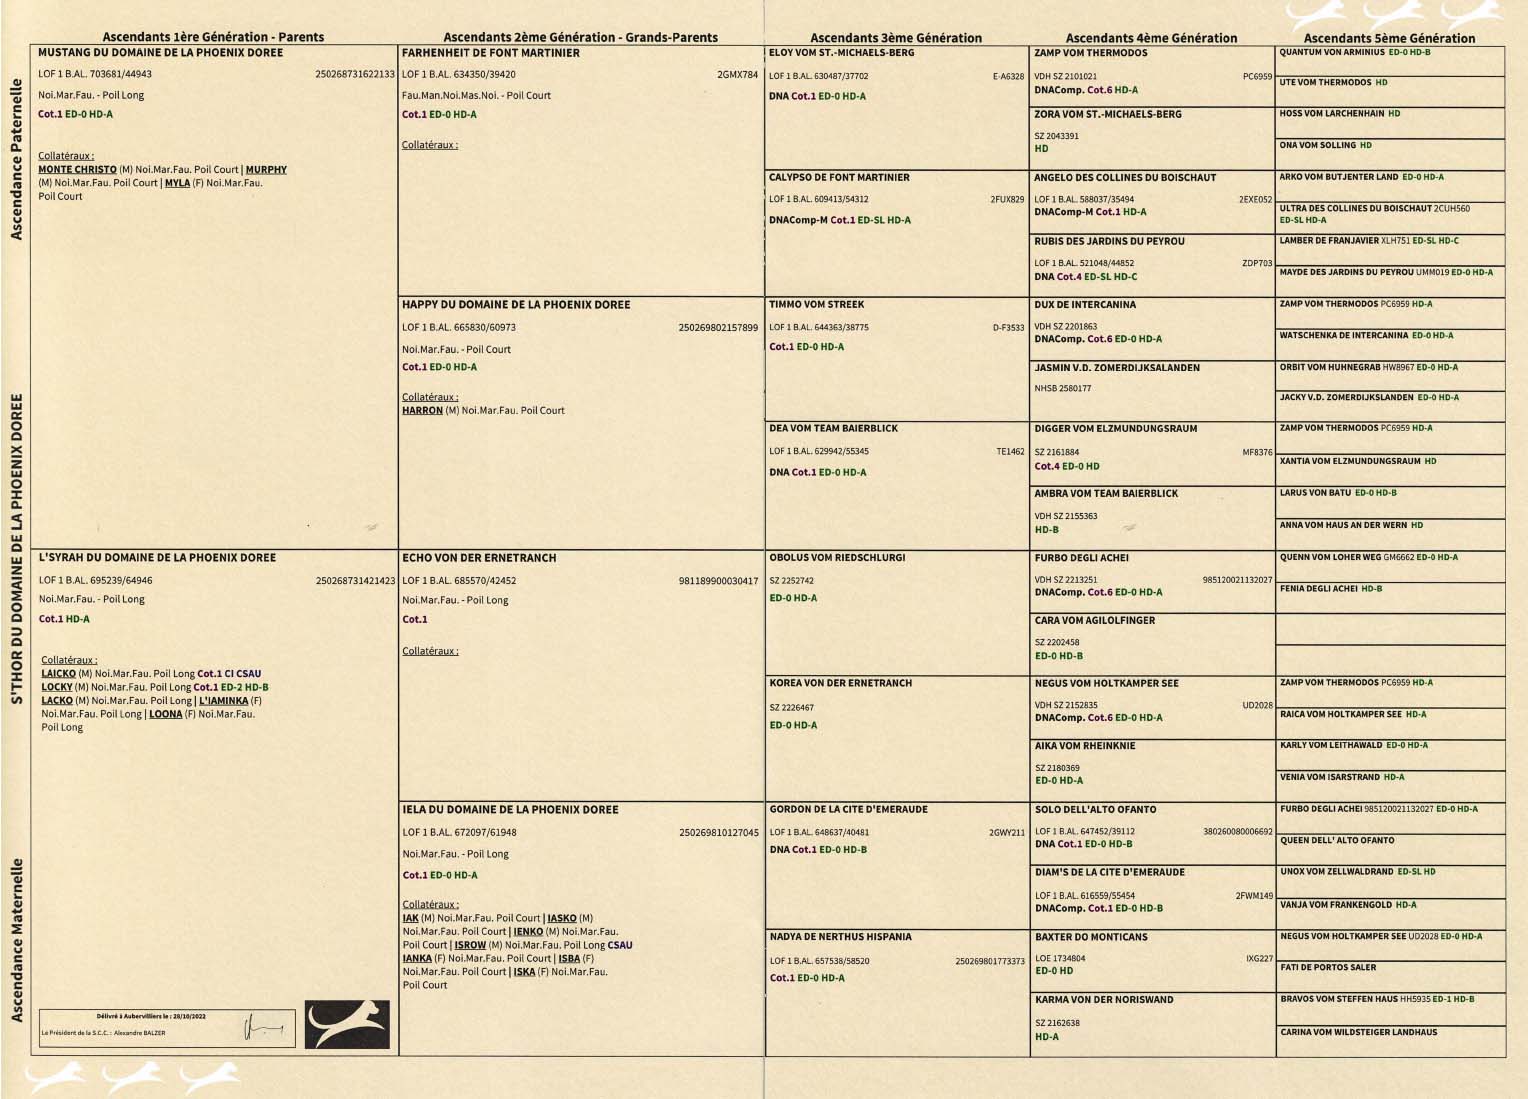 Ascendants 1ère Génération - Parents
Ascendants 2ème Génération - Grands-Parents
Ascendants 3ème Génération
Ascendants 4ème Génération
Ascendants 5ème Génération
S'THOR DU DOMAINE DE LA PHOENIX DOREE
Ascendance Paternelle
Ascendance Maternelle
MUSTANG DU DOMAINE DE LA PHOENIX DOREE
LOF 1 B.AL. 703681/44943 250268731622133
Noi.Mar.Fau. - Poil Long
Cot.1 ED-0 HD-A
Collatéraux :
MONTE CHRISTO (M) Noi.Mar.Fau. Poil Court | MURPHY
(M) Noi.Mar.Fau. Poil Court | MYLA (F) Noi.Mar.Fau.
Poil Court
L'SYRAH DU DOMAINE DE LA PHOENIX DOREE
LOF 1 B.AL. 695239/64946 250268731421423
Noi.Mar.Fau. - Poil Long
Cot.1 HD-A
Collatéraux :
LAICKO (M) Noi.Mar.Fau. Poil Long Cot.1 CI CSAU
LOCKY (M) Noi.Mar.Fau. Poil Long Cot.1 ED-2 HD-B
LACKO (M) Noi.Mar.Fau. Poil Long | L'IAMINKA (F)
Noi.Mar.Fau. Poil Long | LOONA (F) Noi.Mar.Fau.
Poil Long
Délivré à Aubervilliers le : 28/10/2022
Le Président de la S.C.C. : Alexandre BALZER
FARHENHEIT DE FONT MARTINIER
LOF 1 B.AL. 634350/39420 2GMX784
Fau.Man.Noi.Mas.Noi. - Poil Court
Cot.1 ED-0 HD-A
Collatéraux :
HAPPY DU DOMAINE DE LA PHOENIX DOREE
LOF 1 B.AL. 665830/60973 250269802157899
Noi.Mar.Fau. - Poil Court
Cot.1 ED-0 HD-A
Collatéraux :
HARRON (M) Noi.Mar.Fau. Poil Court
ECHO VON DER ERNETRANCH
LOF 1 B.AL. 685570/42452 981189900030417
Noi.Mar.Fau. - Poil Long
Cot.1
Collatéraux :
IELA DU DOMAINE DE LA PHOENIX DOREE
LOF 1 B.AL. 672097/61948 250269810127045
Noi.Mar.Fau. - Poil Long
Cot.1 ED-0 HD-A
Collatéraux :
IAK (M) Noi.Mar.Fau. Poil Court | IASKO (M)
Noi.Mar.Fau. Poil Court | IENKO (M) Noi.Mar.Fau.
Poil Court | ISROW (M) Noi.Mar.Fau. Poil Long CSAU
IANKA (F) Noi.Mar.Fau. Poil Court | ISBA (F)
Noi.Mar.Fau. Poil Court | ISKA (F) Noi.Mar.Fau.
Poil Court
ELOY VOM ST.-MICHAELS-BERG
LOF 1 B.AL. 630487/37702 E-A6328
DNA Cot.1 ED-0 HD-A
CALYPSO DE FONT MARTINIER
LOF 1 B.AL. 609413/54312 2FUX829
DNAComp-M Cot.1 ED-SL HD-A
TIMMO VOM STREEK
LOF 1 B.AL. 644363/38775 D-F3533
Cot.1 ED-0 HD-A
DEA VOM TEAM BAIERBLICK
LOF 1 B.AL. 629942/55345 TE1462
DNA Cot.1 ED-0 HD-A
OBOLUS VOM RIEDSCHLURGI
SZ 2252742
ED-0 HD-A
KOREA VON DER ERNETRANCH
SZ 2226467
ED-0 HD-A
GORDON DE LA CITE D'EMERAUDE
LOF 1 B.AL. 648637/40481 2GWY211
DNA Cot.1 ED-0 HD-B
NADYA DE NERTHUS HISPANIA
LOF 1 B.AL. 657538/58520 250269801773373
Cot.1 ED-0 HD-A
ZAMP VOM THERMODOS
VDH SZ 2101021 PC6959
DNAComp. Cot.6 HD-A
ZORA VOM ST.-MICHAELS-BERG
SZ 2043391
HD
ANGELO DES COLLINES DU BOISCHAUT
LOF 1 B.AL. 588037/35494 2EXE052
DNAComp-M Cot.1 HD-A
RUBIS DES JARDINS DU PEYROU
LOF 1 B.AL. 521048/44852 ZDP703
DNA Cot.4 ED-SL HD-C
DUX DE INTERCANINA
VDH SZ 2201863
DNAComp. Cot.6 ED-0 HD-A
JASMIN V.D. ZOMERDIJKSALANDEN
NHSB 2580177
DIGGER VOM ELZMUNDUNGSRAUM
SZ 2161884 MF8376
Cot.4 ED-0 HD
AMBRA VOM TEAM BAIERBLICK
VDH SZ 2155363
HD-B
FURBO DEGLI ACHEI
VDH SZ 2213251 985120021132027
DNAComp. Cot.6 ED-0 HD-A
CARA VOM AGILOLFINGER
SZ 2202458
ED-0 HD-B
NEGUS VOM HOLTKAMPER SEE
VDH SZ 2152835 UD2028
DNAComp. Cot.6 ED-0 HD-A
AIKA VOM RHEINKNIE
SZ 2180369
ED-0 HD-A
SOLO DELL'ALTO OFANTO
LOF 1 B.AL. 647452/39112 380260080006692
DNA Cot.1 ED-0 HD-B
DIAM'S DE LA CITE D'EMERAUDE
LOF 1 B.AL. 616559/55454 2FWM149
DNAComp. Cot.1 ED-0 HD-B
BAXTER DO MONTICANS
LOE 1734804 IXG227
ED-0 HD
KARMA VON DER NORISWAND
SZ 2162638
HD-A
QUANTUM VON ARMINIUS ED-0 HD-B
UTE VOM THERMODOS HD
HOSS VOM LARCHENHAIN HD
ONA VOM SOLLING HD
ARKO VOM BUTJENTER LAND ED-0 HD-A
ULTRA DES COLLINES DU BOISCHAUT 2CUH560
ED-SL HD-A
LAMBER DE FRANJAVIER XLH751 ED-SL HD-C
MAYDE DES JARDINS DU PEYROU UMM019 ED-0 HD-A
ZAMP VOM THERMODOS PC6959 HD-A
WATSCHENKA DE INTERCANINA ED-0 HD-A
ORBIT VOM HUHNEGRAB HW8967 ED-0 HD-A
JACKY V.D. ZOMERDIJKSLANDEN ED-0 HD-A
ZAMP VOM THERMODOS PC6959 HD-A
XANTIA VOM ELZMUNDUNGSRAUM HD
LARUS VON BATU ED-0 HD-B
ANNA VOM HAUS AN DER WERN HD
QUENN VOM LOHER WEG GM6662 ED-0 HD-A
FENIA DEGLI ACHEI HD-B
ZAMP VOM THERMODOS PC6959 HD-A
RAICA VOM HOLTKAMPER SEE HD-A
KARLY VOM LEITHAWALD ED-0 HD-A
VENIA VOM ISARSTRAND HD-A
FURBO DEGLI ACHEI 985120021132027 ED-0 HD-A
QUEEN DELL' ALTO OFANTO
UNOX VOM ZELLWALDRAND ED-SL HD
VANJA VOM FRANKENGOLD HD-A
NEGUS VOM HOLTKAMPER SEE UD2028 ED-0 HD-A
FATI DE PORTOS SALER
BRAVOS VOM STEFFEN HAUS HH5935 ED-1 HD-B
CARINA VOM WILDSTEIGER LANDHAUS